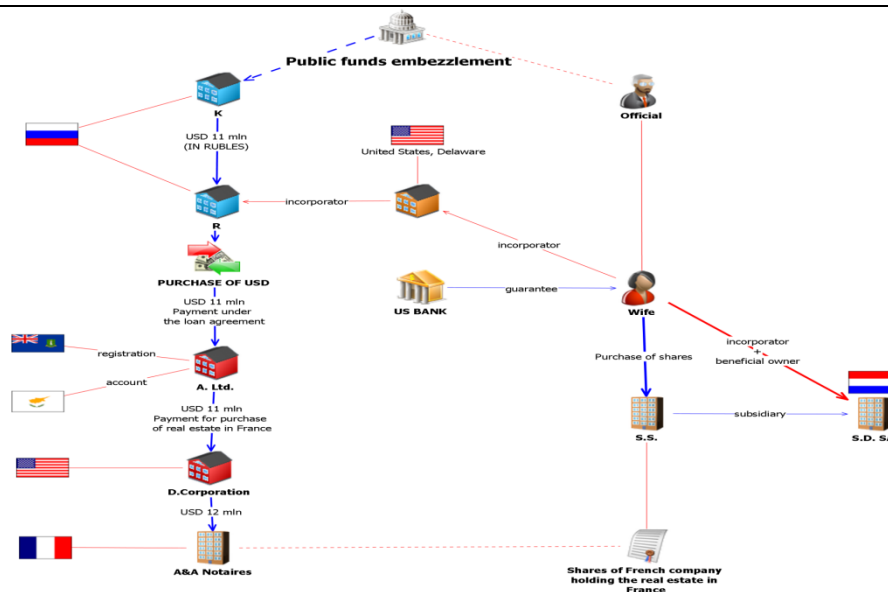 Public funds embezzlement
K
Official
USD 11 mln
(IN RUBLES)
United States, Delaware
incorporator
R
incorporator
PURCHASE OF USD
US BANK
guarantee
Wife
USD 11 mln
Payment under
the loan agreement
registration
account
A. Ltd.
Purchase of shares
incorporator
+
beneficial owner
USD 11 mln
Payment for purchase
of real estate in France
S.S.
subsidiary
D.Corporation
USD 12 mln
A&A Notaires
Shares of French company
holding the real estate in
France